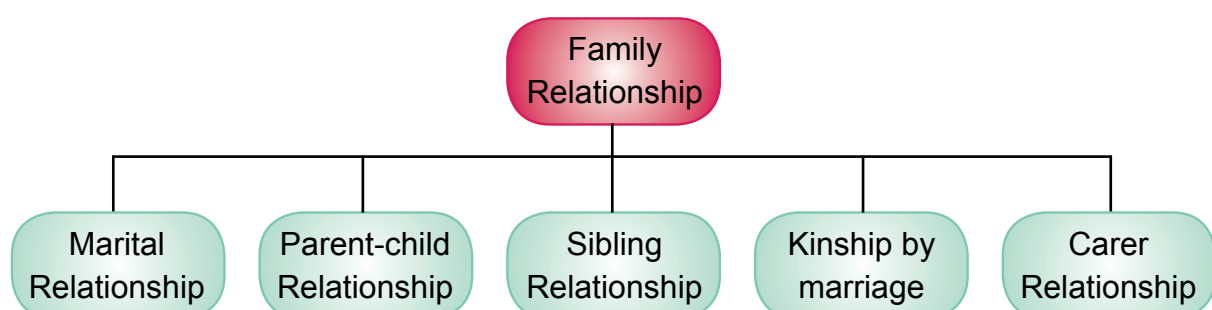 Family
Relationship
Marital
Relationship
Parent-child
Relationship
Sibling
Relationship
Kinship by
marriage
Carer
Relationship